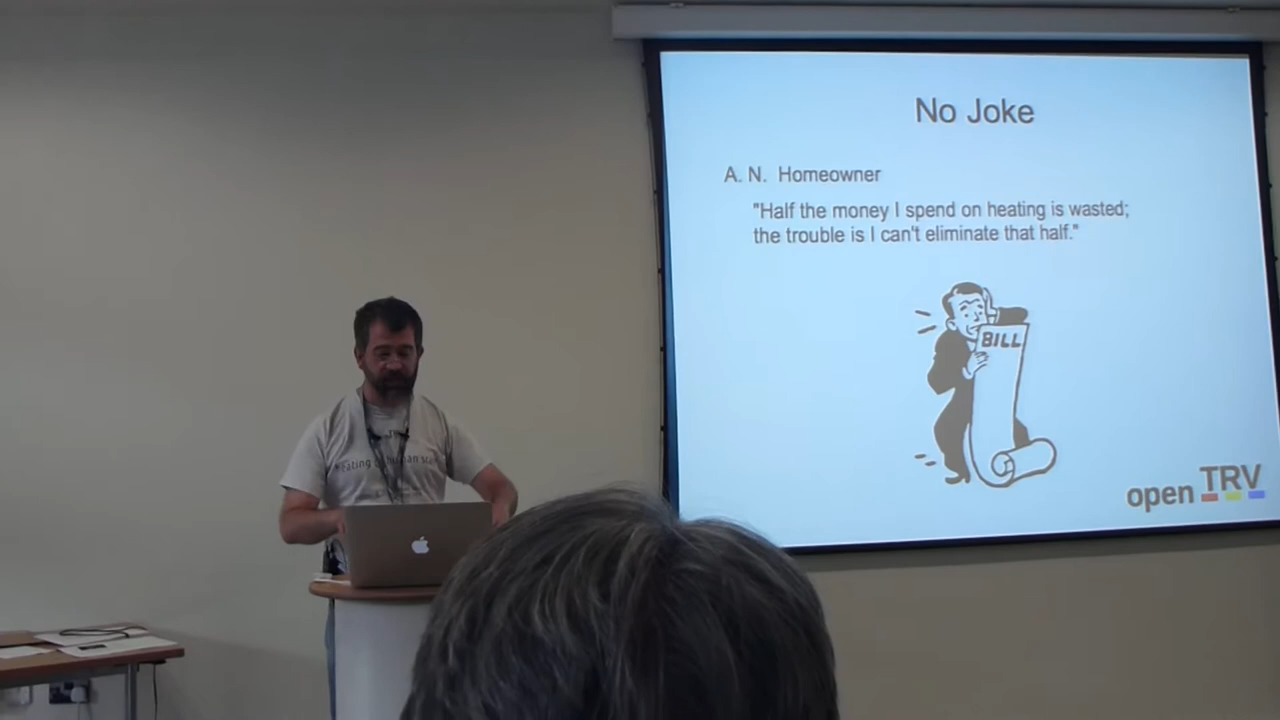 No Joke
A. N. Homeowner
"Half the money I spend on heating is wasted;
the trouble is I can't eliminate that half."
BILL
open TRV